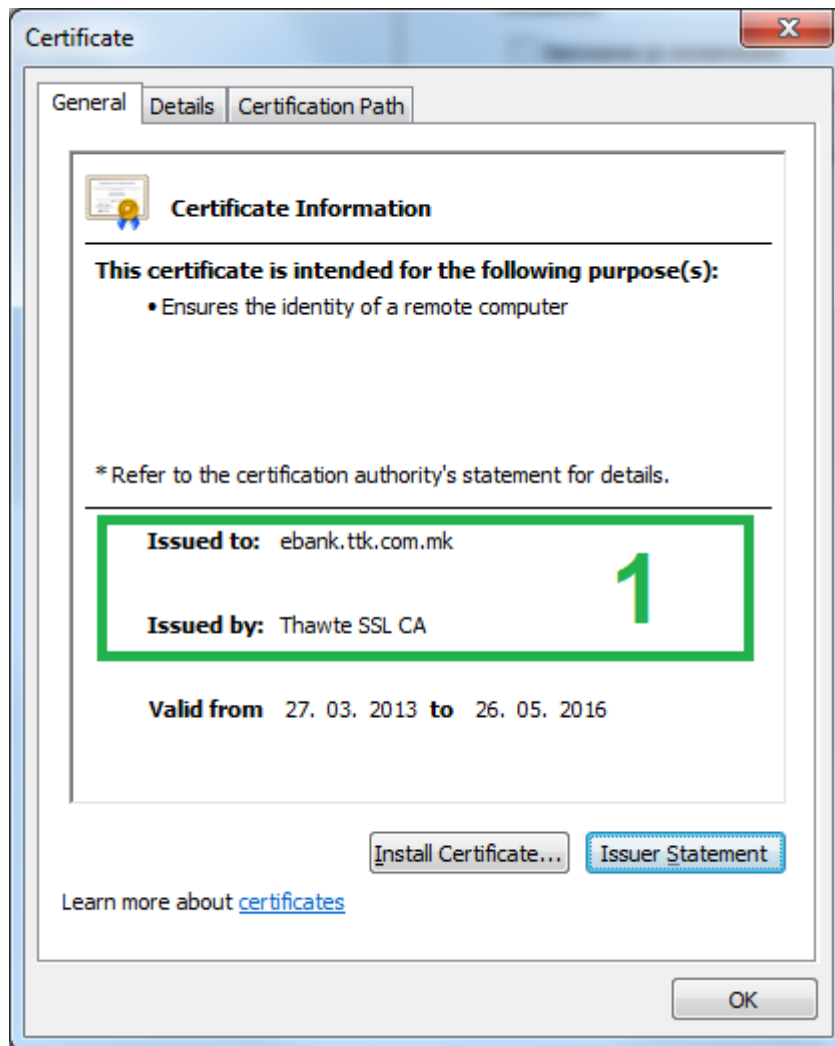 Certificate
General Details Certification Path
Certificate Information
This certificate is intended for the following purpose(s):
• Ensures the identity of a remote computer
* Refer to the certification authority's statement for details.
Issued to: ebank.ttk.com.mk
1
Issued by: Thawte SSL CA
Valid from 27. 03. 2013 to 26. 05. 2016
Install Certificate... Issuer Statement
Learn more about certificates
OK